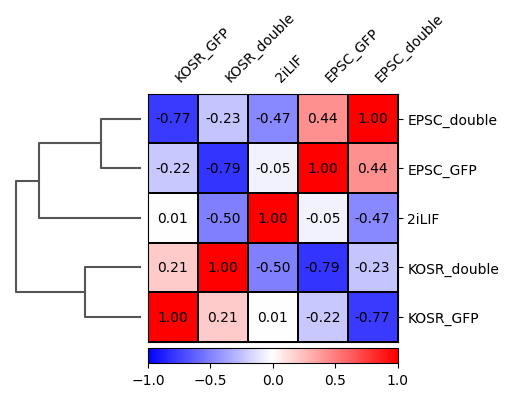 KOSR_GFP KOSR_double 2iLIF EPSC_GFP EPSC_double
-0.77 -0.23 -0.47 0.44 1.00 EPSC_double
-0.22 -0.79 -0.05 1.00 0.44 EPSC_GFP
0.01 -0.50 1.00 -0.05 -0.47 2iLIF
0.21 1.00 -0.50 -0.79 -0.23 KOSR_double
1.00 0.21 0.01 -0.22 -0.77 KOSR_GFP
−1.0 −0.5 0.0 0.5 1.0